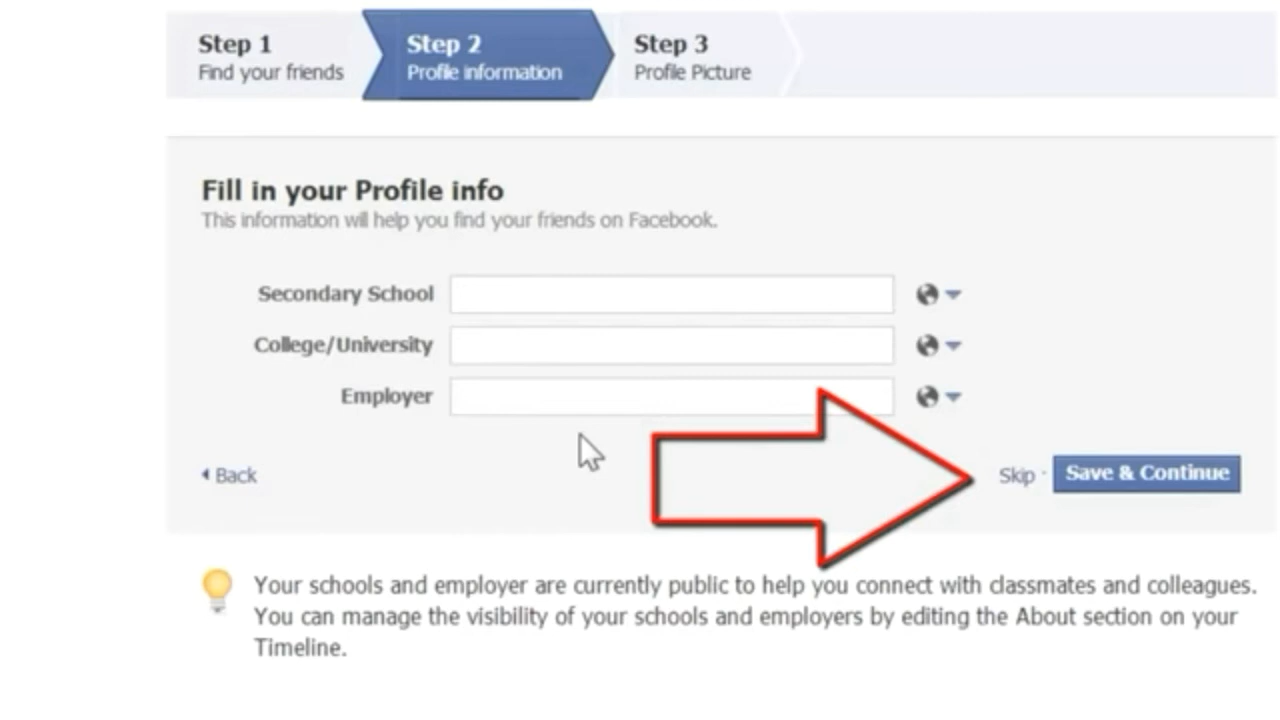 Step 1
Find your friends
Step 2
Profile information
Step 3
Profile Picture
Fill in your Profile info
This information will help you find your friends on Facebook.
Secondary School
College/University
Employer
Back
Skip · Save & Continue
Your schools and employer are currently public to help you connect with classmates and colleagues.
You can manage the visibility of your schools and employers by editing the About section on your
Timeline.